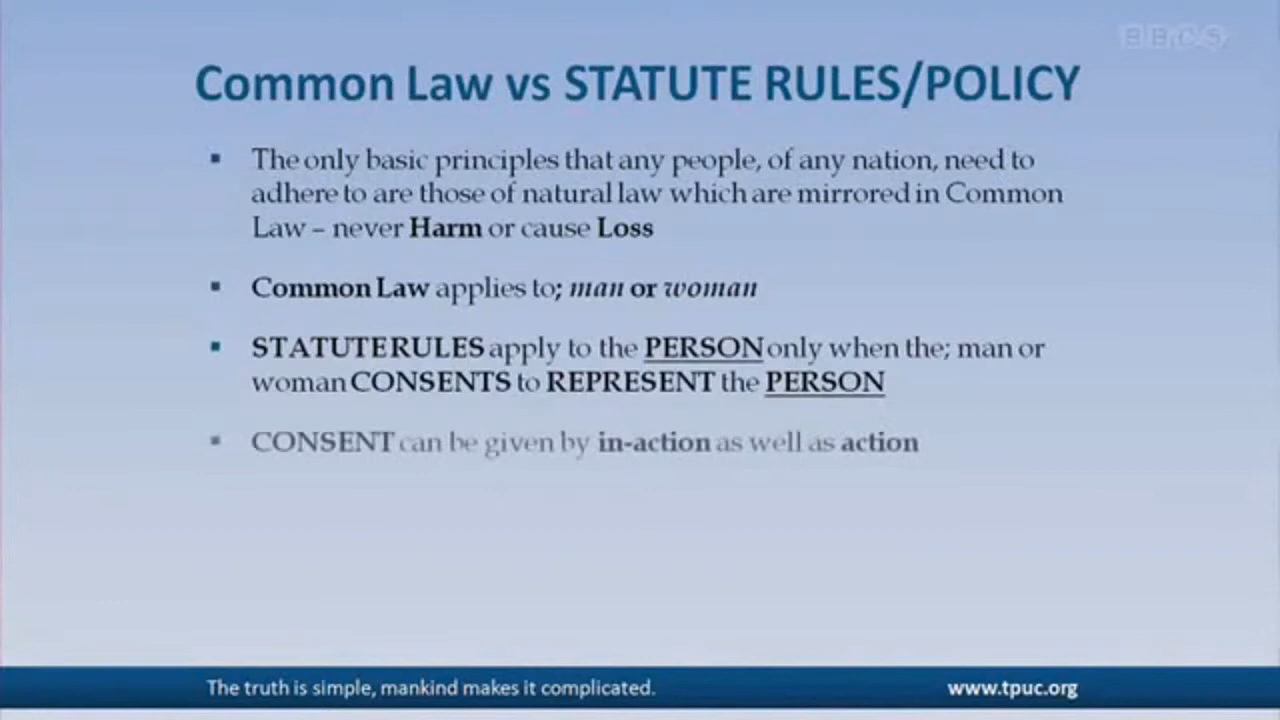 BBC5
Common Law vs STATUTE RULES/POLICY
▪ The only basic principles that any people, of any nation, need to
adhere to are those of natural law which are mirrored in Common
Law – never Harm or cause Loss
▪ Common Law applies to; man or woman
▪ STATUTE RULES apply to the PERSON only when the; man or
woman CONSENTS to REPRESENT the PERSON
▪ CONSENT can be given by in-action as well as action
The truth is simple, mankind makes it complicated.
www.tpuc.org